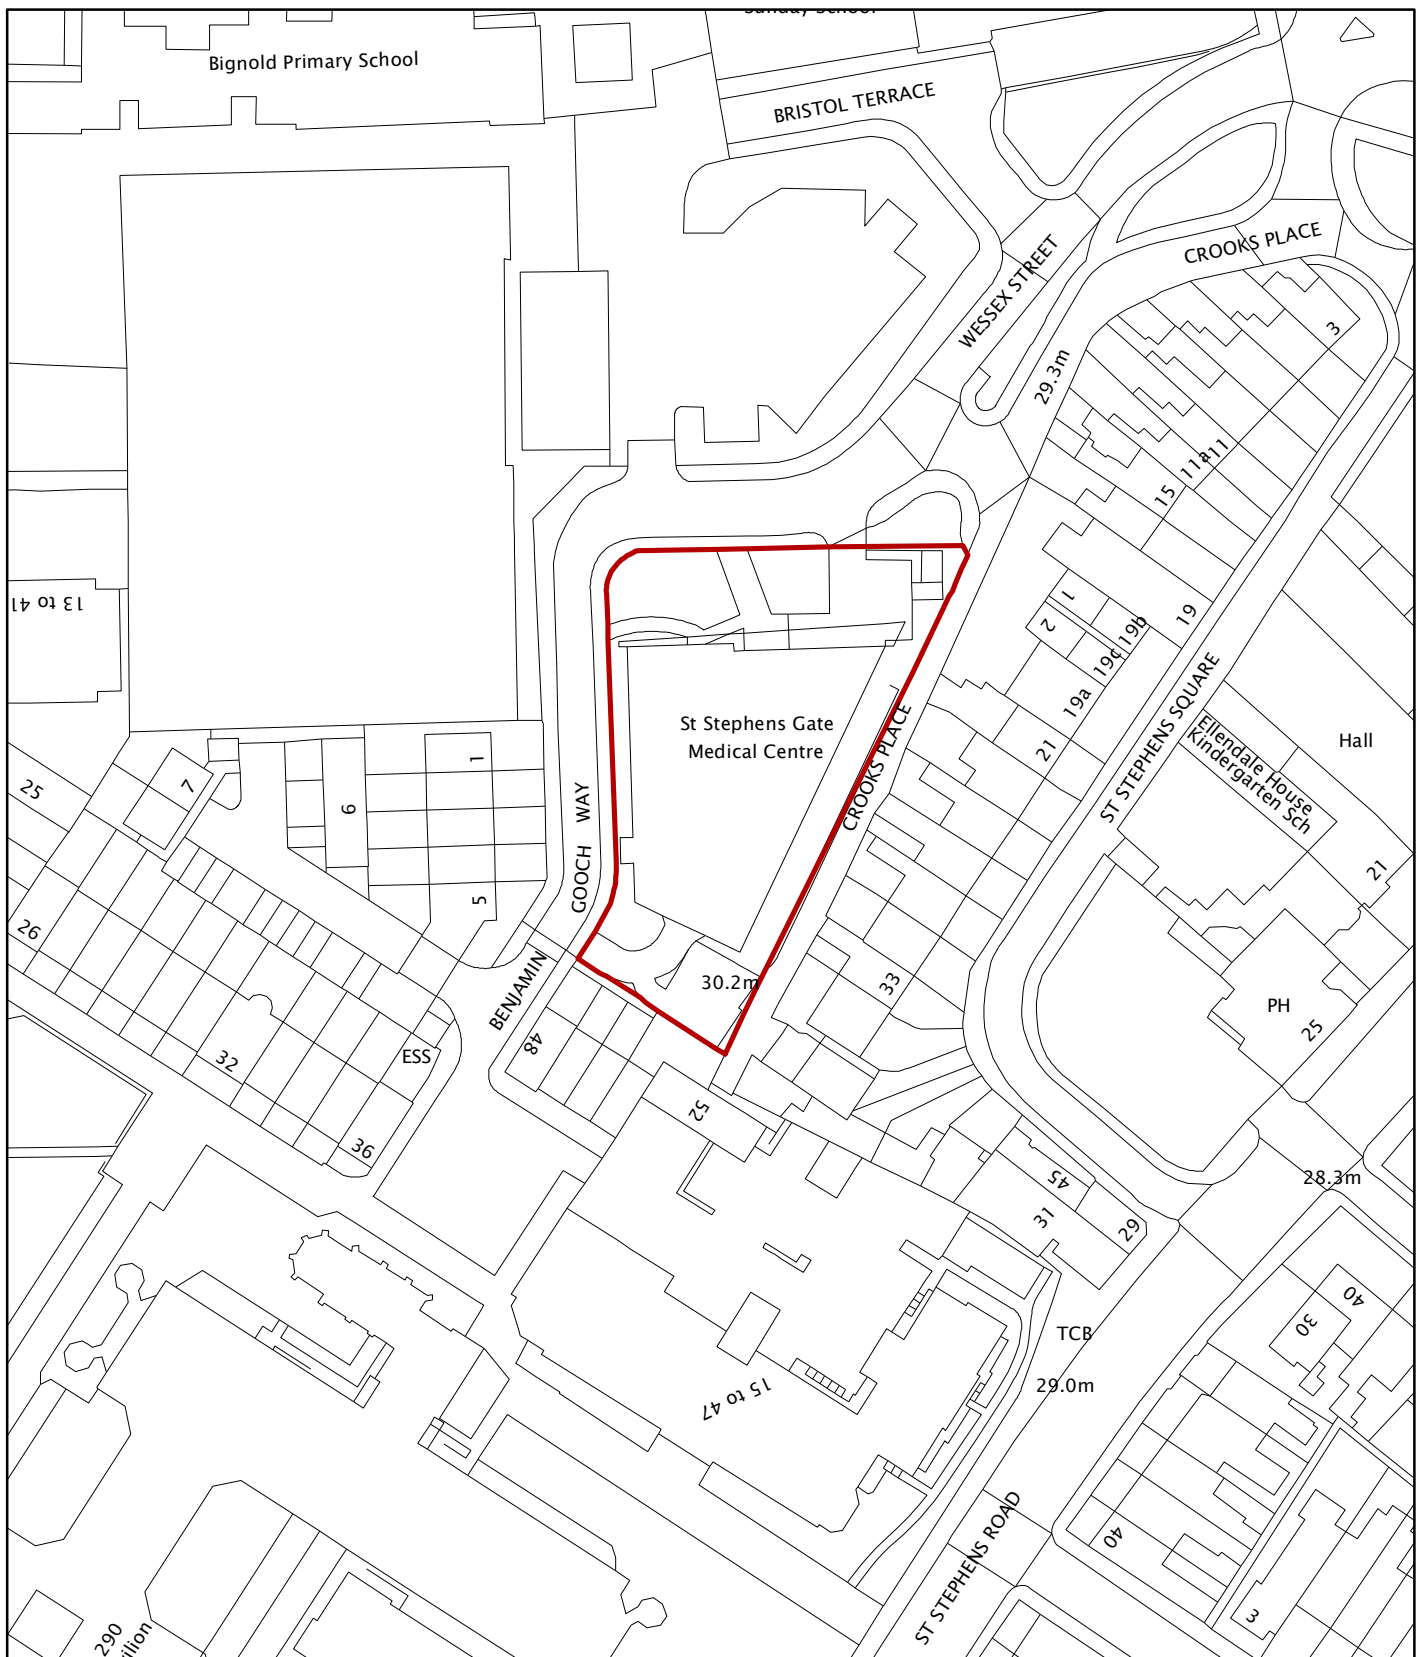 Sunday School
Bignold Primary School
BRISTOL TERRACE
CROOKS PLACE
WESSEX STREET
3
29.3m
11
11a
15
13 to 41
1
2
19
19b
19c
19a
21
ST STEPHENS SQUARE
St Stephens Gate
Medical Centre
CROOKS PLACE
Hall
Ellendale House
Kindergarten Sch
21
25
7
6
1
5
GOOCH WAY
BENJAMIN
26
30.2m
33
PH
25
48
ESS
32
36
52
28.3m
45
31
29
TCB
29.0m
40
30
15 to 47
40
ST STEPHENS ROAD
3
290